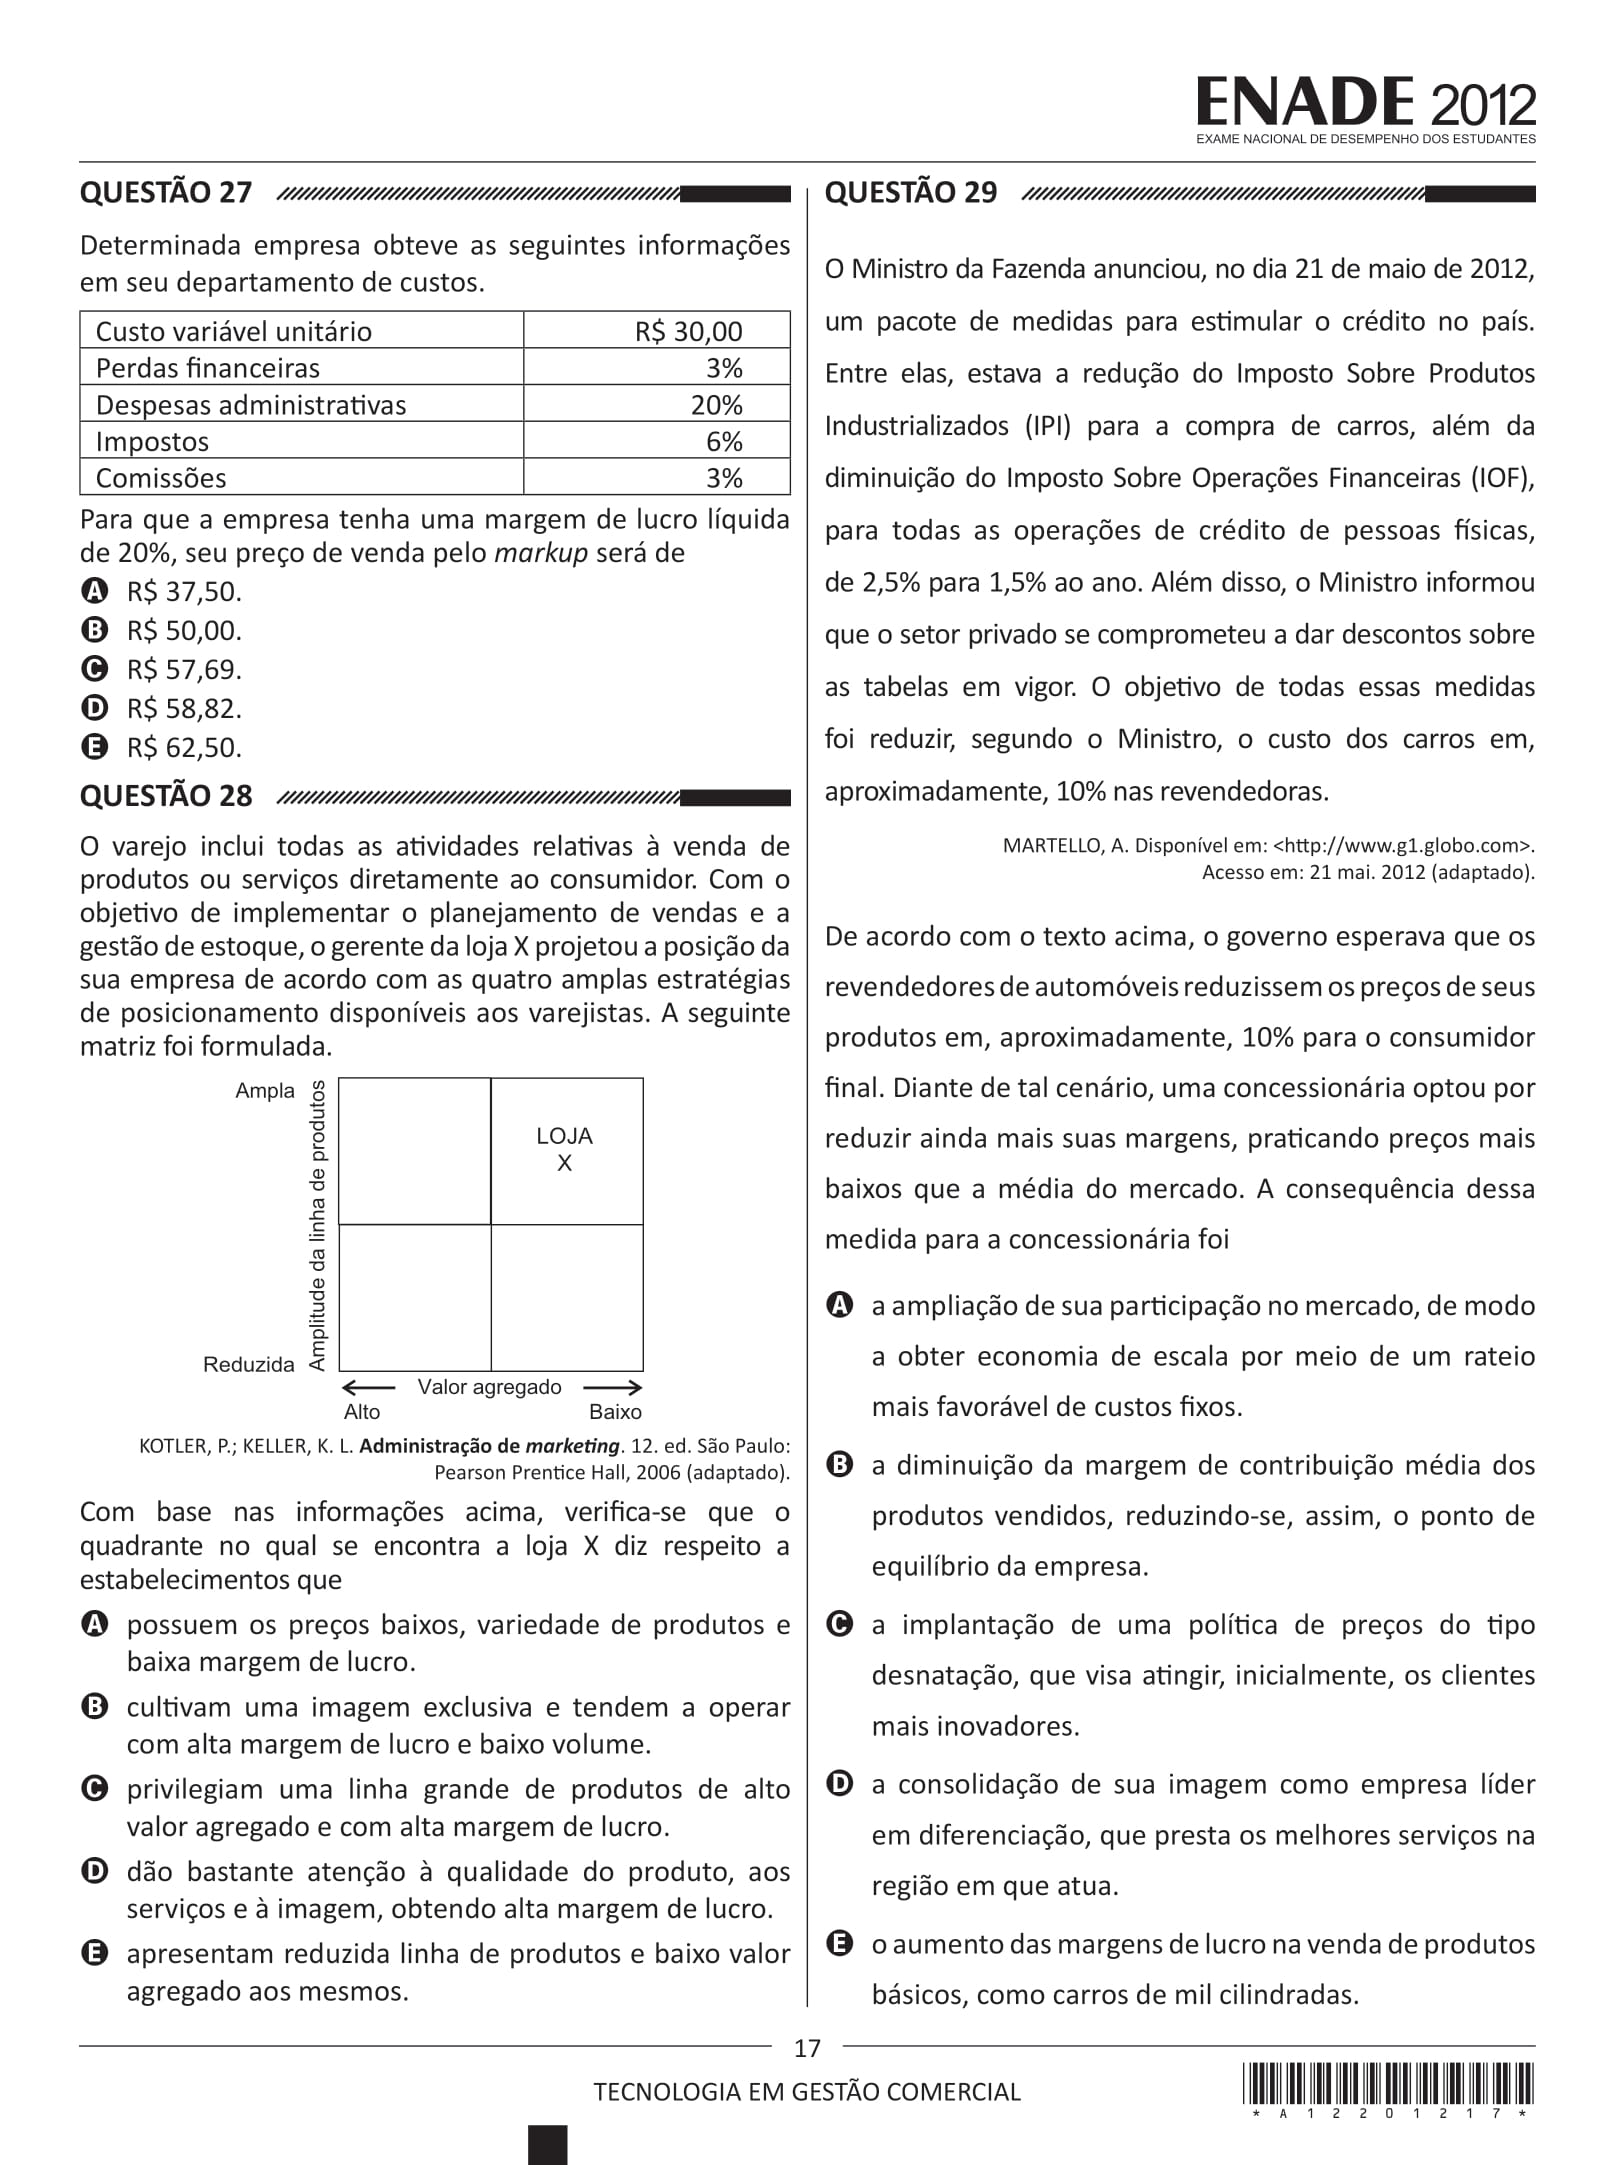 ENADE 2012
EXAME NACIONAL DE DESEMPENHO DOS ESTUDANTES
QUESTÃO 27
Determinada empresa obteve as seguintes informações
em seu departamento de custos.
Custo variável unitário R$ 30,00
Perdas financeiras 3%
Despesas administrativas 20%
Impostos 6%
Comissões 3%
Para que a empresa tenha uma margem de lucro líquida
de 20%, seu preço de venda pelo markup será de
A R$ 37,50.
B R$ 50,00.
C R$ 57,69.
D R$ 58,82.
E R$ 62,50.
QUESTÃO 28
O varejo inclui todas as atividades relativas à venda de
produtos ou serviços diretamente ao consumidor. Com o
objetivo de implementar o planejamento de vendas e a
gestão de estoque, o gerente da loja X projetou a posição da
sua empresa de acordo com as quatro amplas estratégias
de posicionamento disponíveis aos varejistas. A seguinte
matriz foi formulada.
Ampla
Amplitude da linha de produtos
LOJA
X
Reduzida
Valor agregado
Alto Baixo
KOTLER, P.; KELLER, K. L. Administração de marketing. 12. ed. São Paulo:
Pearson Prentice Hall, 2006 (adaptado).
Com base nas informações acima, verifica-se que o
quadrante no qual se encontra a loja X diz respeito a
estabelecimentos que
A possuem os preços baixos, variedade de produtos e
baixa margem de lucro.
B cultivam uma imagem exclusiva e tendem a operar
com alta margem de lucro e baixo volume.
C privilegiam uma linha grande de produtos de alto
valor agregado e com alta margem de lucro.
D dão bastante atenção à qualidade do produto, aos
serviços e à imagem, obtendo alta margem de lucro.
E apresentam reduzida linha de produtos e baixo valor
agregado aos mesmos.
QUESTÃO 29
O Ministro da Fazenda anunciou, no dia 21 de maio de 2012,
um pacote de medidas para estimular o crédito no país.
Entre elas, estava a redução do Imposto Sobre Produtos
Industrializados (IPI) para a compra de carros, além da
diminuição do Imposto Sobre Operações Financeiras (IOF),
para todas as operações de crédito de pessoas físicas,
de 2,5% para 1,5% ao ano. Além disso, o Ministro informou
que o setor privado se comprometeu a dar descontos sobre
as tabelas em vigor. O objetivo de todas essas medidas
foi reduzir, segundo o Ministro, o custo dos carros em,
aproximadamente, 10% nas revendedoras.
MARTELLO, A. Disponível em: <http://www.g1.globo.com>.
Acesso em: 21 mai. 2012 (adaptado).
De acordo com o texto acima, o governo esperava que os
revendedores de automóveis reduzissem os preços de seus
produtos em, aproximadamente, 10% para o consumidor
final. Diante de tal cenário, uma concessionária optou por
reduzir ainda mais suas margens, praticando preços mais
baixos que a média do mercado. A consequência dessa
medida para a concessionária foi
A a ampliação de sua participação no mercado, de modo
a obter economia de escala por meio de um rateio
mais favorável de custos fixos.
B a diminuição da margem de contribuição média dos
produtos vendidos, reduzindo-se, assim, o ponto de
equilíbrio da empresa.
C a implantação de uma política de preços do tipo
desnatação, que visa atingir, inicialmente, os clientes
mais inovadores.
D a consolidação de sua imagem como empresa líder
em diferenciação, que presta os melhores serviços na
região em que atua.
E o aumento das margens de lucro na venda de produtos
básicos, como carros de mil cilindradas.
17
TECNOLOGIA EM GESTÃO COMERCIAL
* A 1 2 2 0 1 2 1 7 *